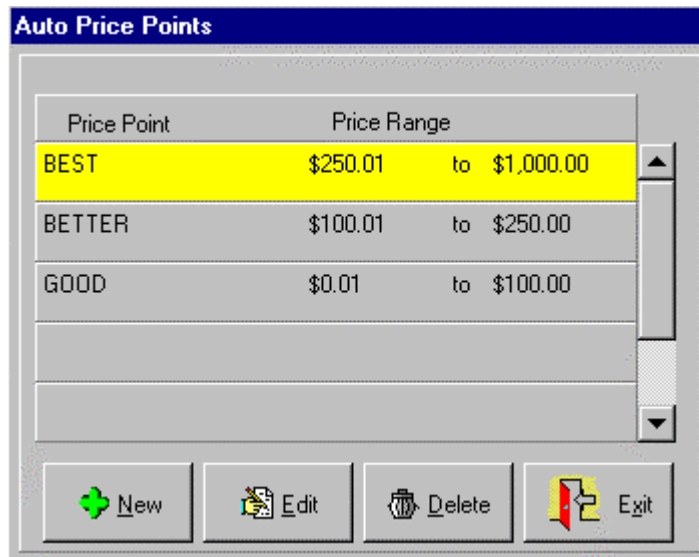 Auto Price Points
Price Point Price Range
BEST $250.01 to $1,000.00
BETTER $100.01 to $250.00
GOOD $0.01 to $100.00
New Edit Delete Exit